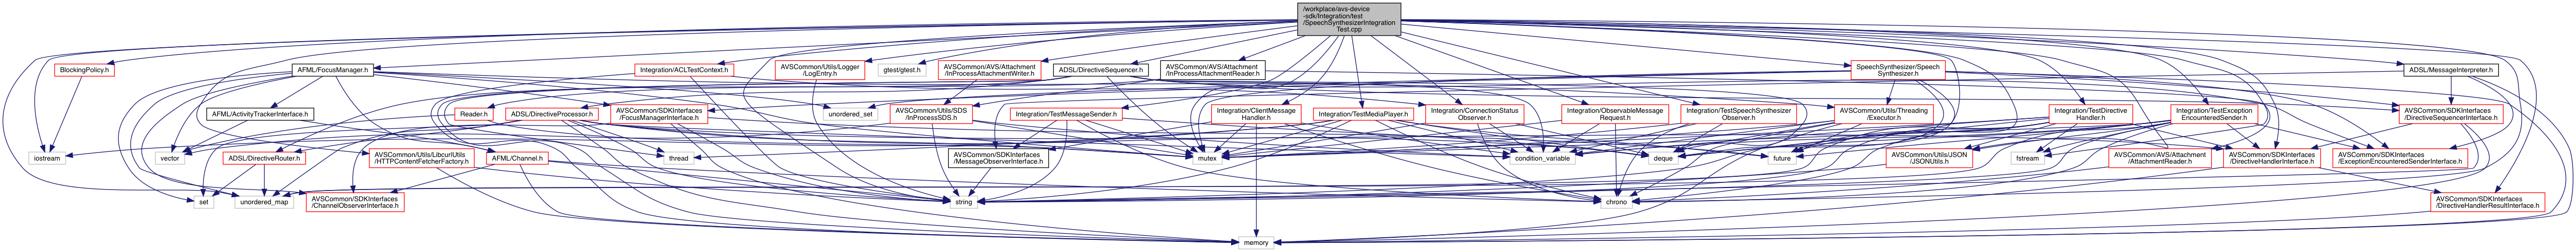 /workplace/avs-device
-sdk/Integration/test
/SpeechSynthesizerIntegration
Test.cpp
BlockingPolicy.h
AFML/FocusManager.h
Integration/ACLTestContext.h
AVSCommon/Utils/Logger
/LogEntry.h
gtest/gtest.h
AVSCommon/AVS/Attachment
/InProcessAttachmentWriter.h
ADSL/DirectiveSequencer.h
AVSCommon/AVS/Attachment
/InProcessAttachmentReader.h
SpeechSynthesizer/Speech
Synthesizer.h
ADSL/MessageInterpreter.h
AFML/ActivityTrackerInterface.h
AVSCommon/SDKInterfaces
/FocusManagerInterface.h
Reader.h
ADSL/DirectiveProcessor.h
unordered_set
AVSCommon/Utils/SDS
/InProcessSDS.h
Integration/TestMessageSender.h
Integration/ClientMessage
Handler.h
Integration/TestMediaPlayer.h
Integration/ConnectionStatus
Observer.h
Integration/ObservableMessage
Request.h
Integration/TestSpeechSynthesizer
Observer.h
AVSCommon/Utils/Threading
/Executor.h
Integration/TestDirective
Handler.h
Integration/TestException
EncounteredSender.h
AVSCommon/SDKInterfaces
/DirectiveSequencerInterface.h
iostream
vector
ADSL/DirectiveRouter.h
AVSCommon/Utils/LibcurlUtils
/HTTPContentFetcherFactory.h
AFML/Channel.h
thread
AVSCommon/SDKInterfaces
/MessageObserverInterface.h
mutex
condition_variable
deque
future
AVSCommon/Utils/JSON
/JSONUtils.h
fstream
AVSCommon/AVS/Attachment
/AttachmentReader.h
AVSCommon/SDKInterfaces
/DirectiveHandlerInterface.h
AVSCommon/SDKInterfaces
/ExceptionEncounteredSenderInterface.h
set
unordered_map
AVSCommon/SDKInterfaces
/ChannelObserverInterface.h
string
chrono
AVSCommon/SDKInterfaces
/DirectiveHandlerResultInterface.h
memory